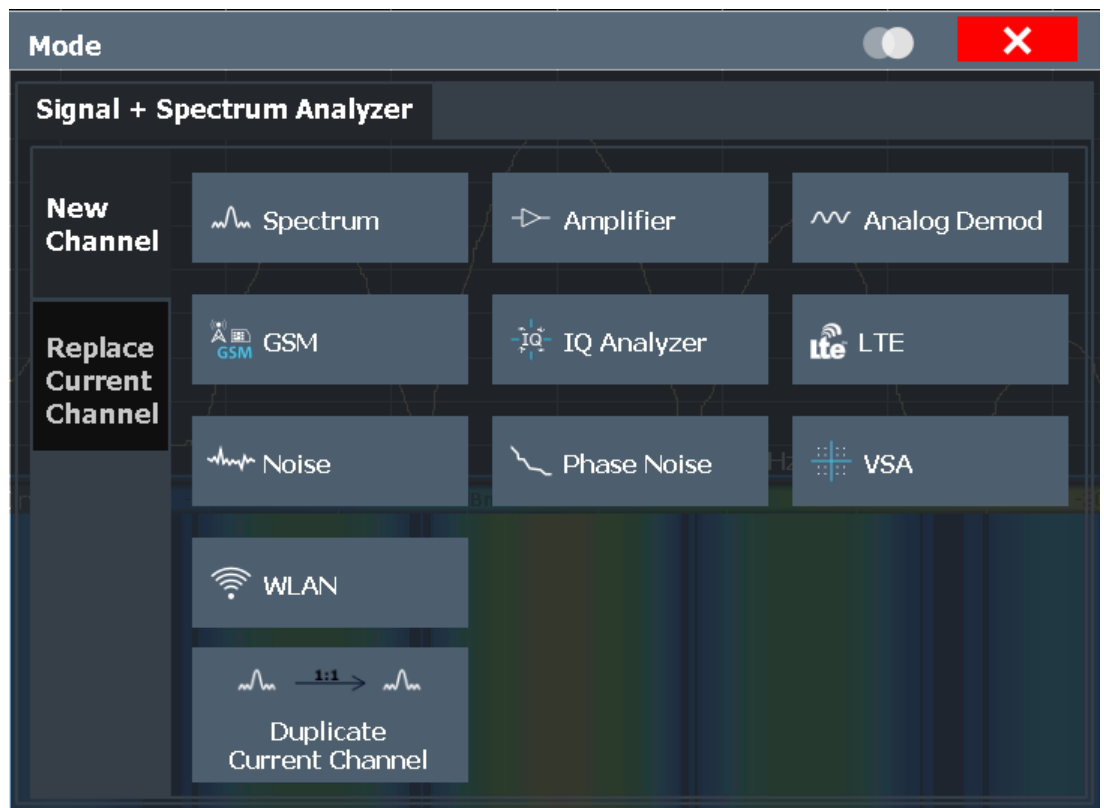 Mode
Signal + Spectrum Analyzer
New
Channel
Spectrum
Amplifier
Analog Demod
Replace
Current
Channel
GSM
GSM
IQ
IQ Analyzer
Lte
LTE
Noise
Phase Noise
VSA
WLAN
1:1
Duplicate
Current Channel